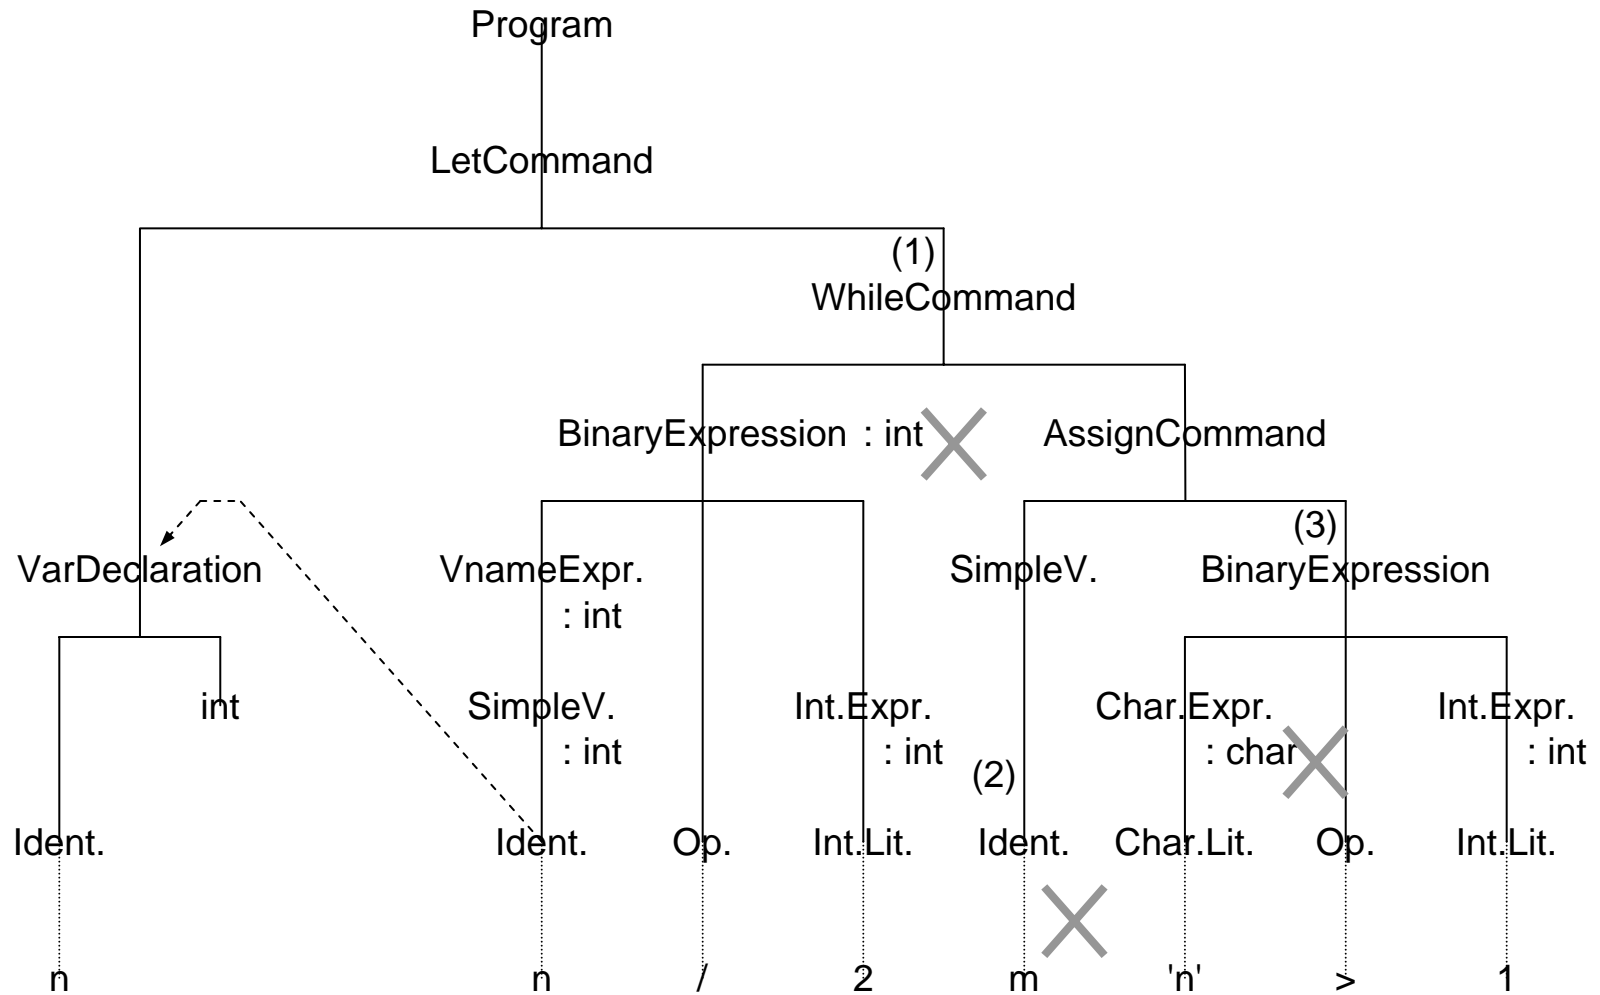 Program
LetCommand
(1)
WhileCommand
BinaryExpression : int AssignCommand
(3)
VarDeclaration VnameExpr. SimpleV. BinaryExpression
: int
int SimpleV. Int.Expr. Char.Expr. Int.Expr.
: int : int (2) : char : int
Ident. Ident. Op. Int.Lit. Ident. Char.Lit. Op. Int.Lit.
n n / 2 m 'n' > 1